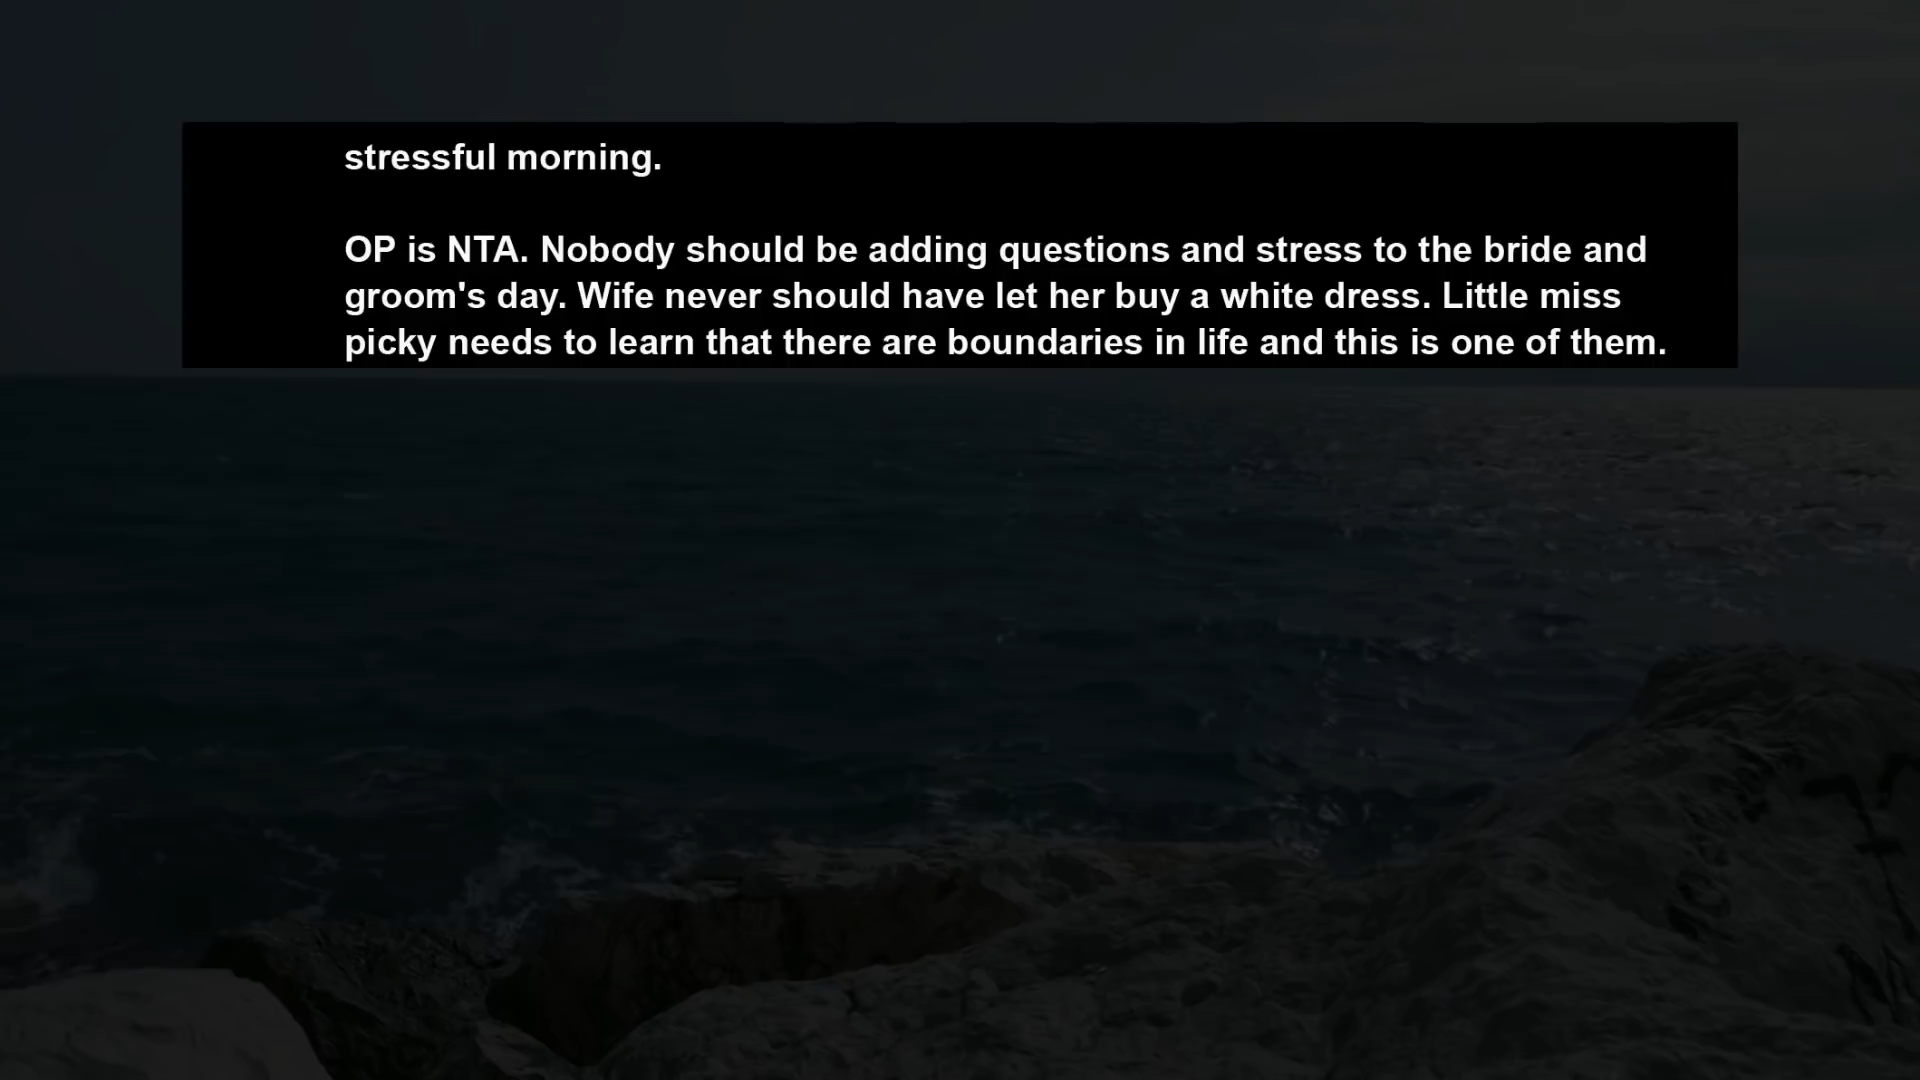 stressful morning.
OP is NTA. Nobody should be adding questions and stress to the bride and
groom's day. Wife never should have let her buy a white dress. Little miss
picky needs to learn that there are boundaries in life and this is one of them.